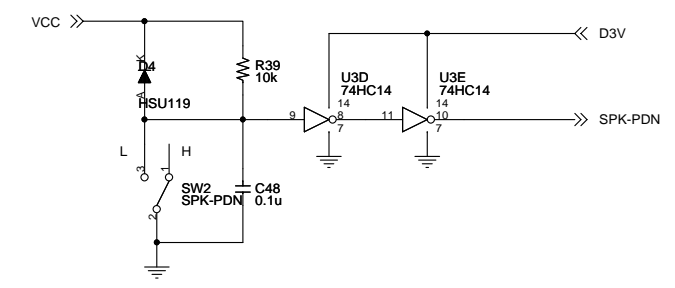 VCC
D3V
K
D4
A
HSU119
R39
10k
U3D
74HC14
U3E
74HC14
14
14
9
8
11
10
7
7
SPK-PDN
L
H
3
1
2
SW2
SPK-PDN
C48
0.1u